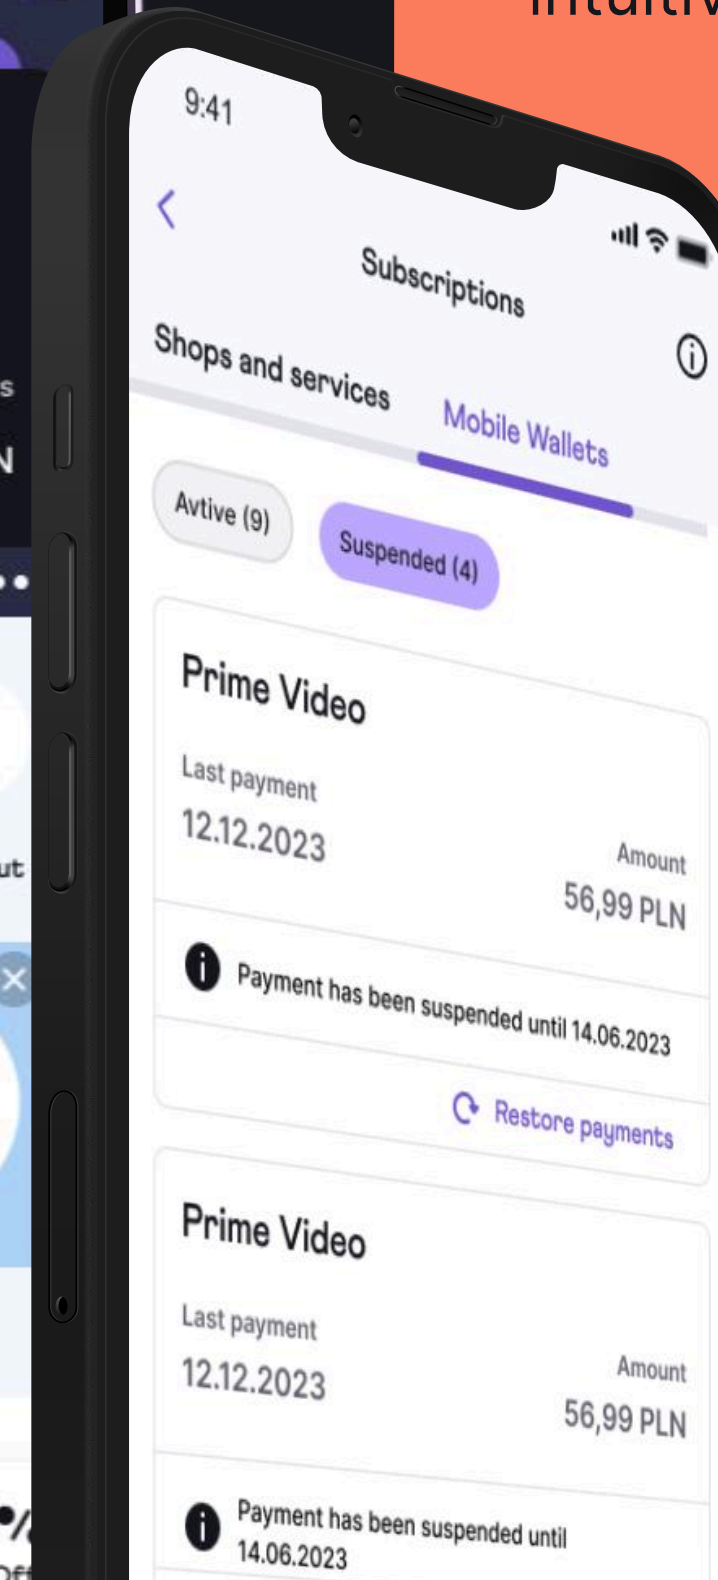 9:41
Subscriptions
Shops and services
Mobile Wallets
Avtive (9)
Suspended (4)
Prime Video
Last payment
12.12.2023
Amount
56,99 PLN
Payment has been suspended until 14.06.2023
Restore payments
Prime Video
Last payment
12.12.2023
Amount
56,99 PLN
Payment has been suspended until
14.06.2023